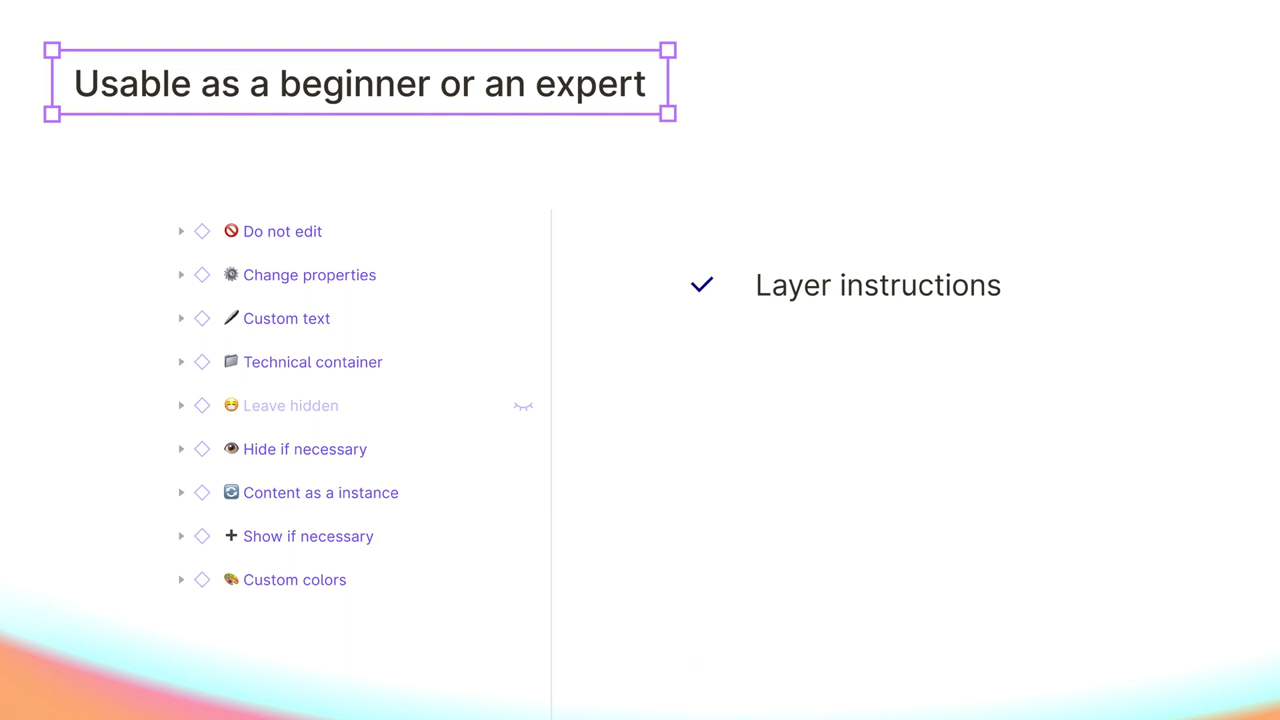 Usable as a beginner or an expert
Do not edit
Change properties
Custom text
Technical container
Leave hidden
Hide if necessary
Content as a instance
Show if necessary
Custom colors
Layer instructions